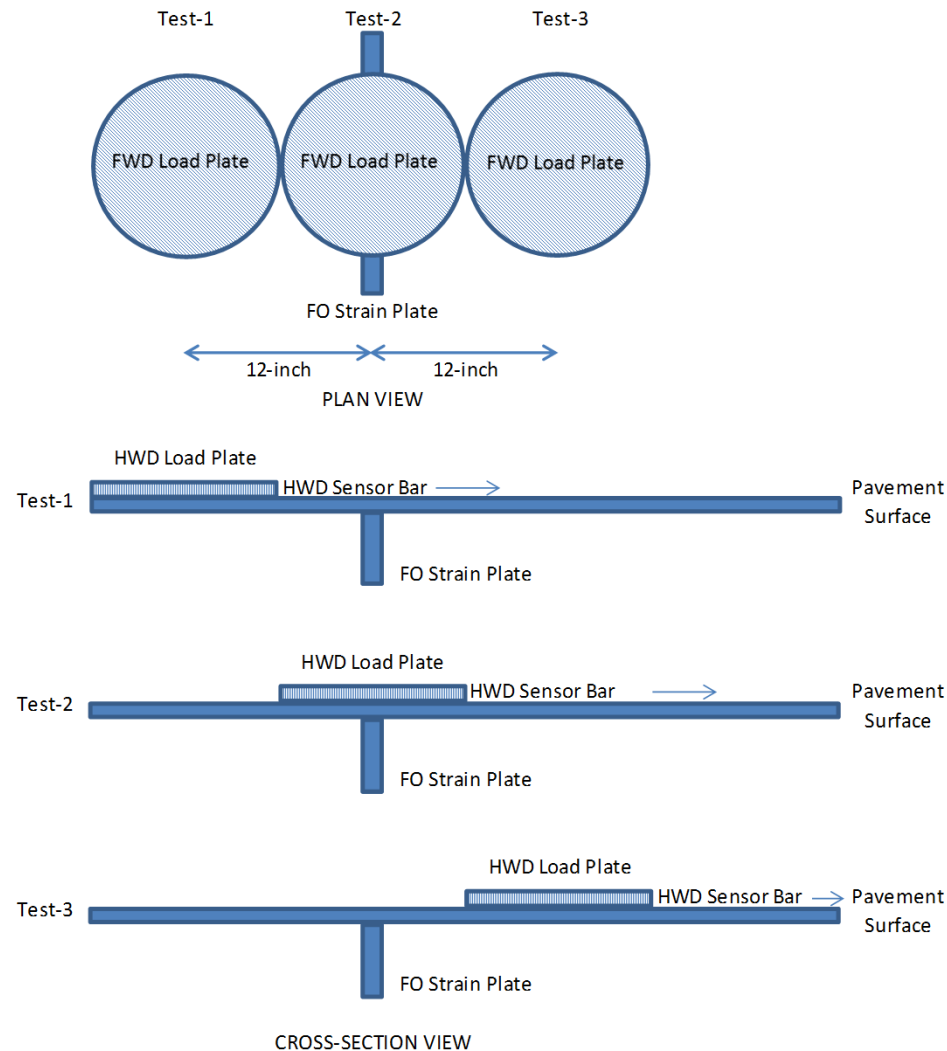 Test-1 Test-2 Test-3
FWD Load Plate FWD Load Plate FWD Load Plate
FO Strain Plate
12-inch 12-inch
PLAN VIEW
HWD Load Plate
Test-1 HWD Sensor Bar Pavement
Surface
FO Strain Plate
HWD Load Plate
Test-2 HWD Sensor Bar Pavement
Surface
FO Strain Plate
HWD Load Plate
Test-3 HWD Sensor Bar Pavement
Surface
FO Strain Plate
CROSS-SECTION VIEW